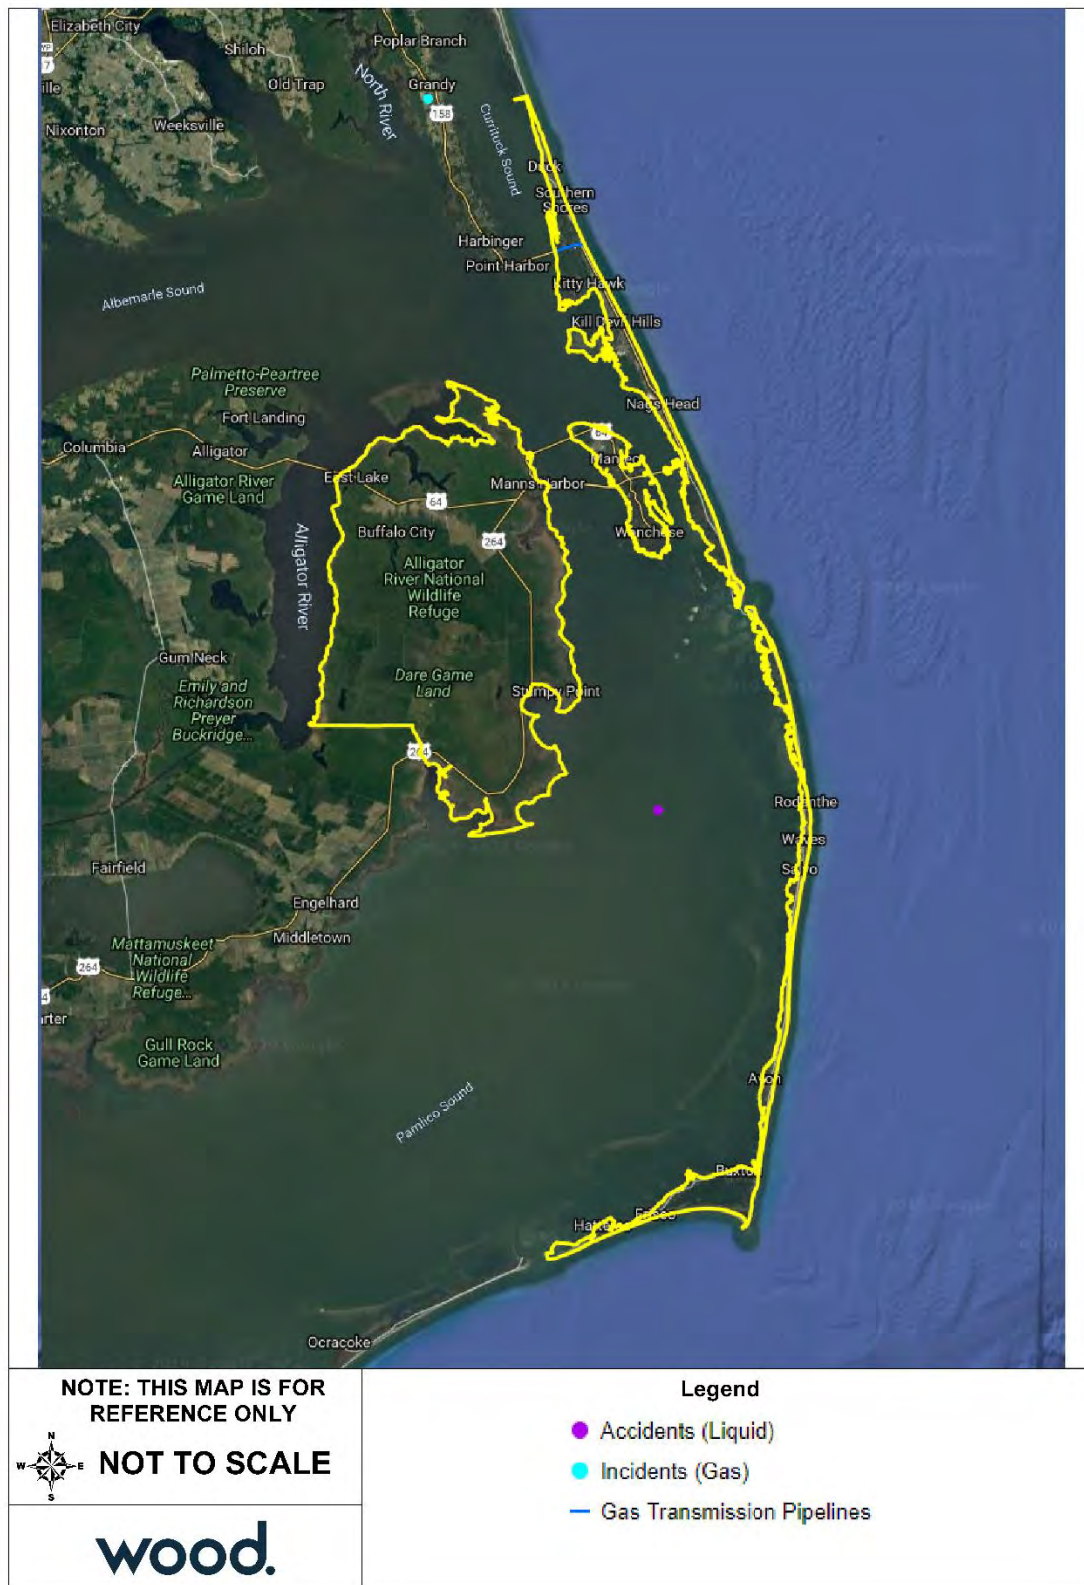 Elizabeth City
Poplar Branch
Shiloh
Old Trap
Grandy
North River
158
7
ille
Nixonton
Weeksville
Currituck Sound
Duck
Southern
Shores
Harbinger
Point Harbor
Kitty Hawk
Albemarle Sound
Kill Devil Hills
Palmetto-Peartree
Preserve
Fort Landing
Nags Head
Columbia
Alligator
64
Manteo
East Lake
Manns Harbor
Alligator River
Game Land
64
Buffalo City
Wanchese
264
Alligator River
Alligator
River National
Wildlife
Refuge
Gum Neck
Dare Game
Land
Stumpy Point
Emily and
Richardson
Preyer
Buckridge...
264
Rodanthe
Waves
Salvo
Fairfield
Engelhard
Middletown
Mattamuskeet
National
Wildlife
Refuge...
264
4
arter
Gull Rock
Game Land
Avon
Pamlico Sound
Buxton
Frisco
Hatteras
Ocracoke
NOTE: THIS MAP IS FOR
REFERENCE ONLY
N
W E
S
NOT TO SCALE
wood.
Legend
Accidents (Liquid)
Incidents (Gas)
Gas Transmission Pipelines